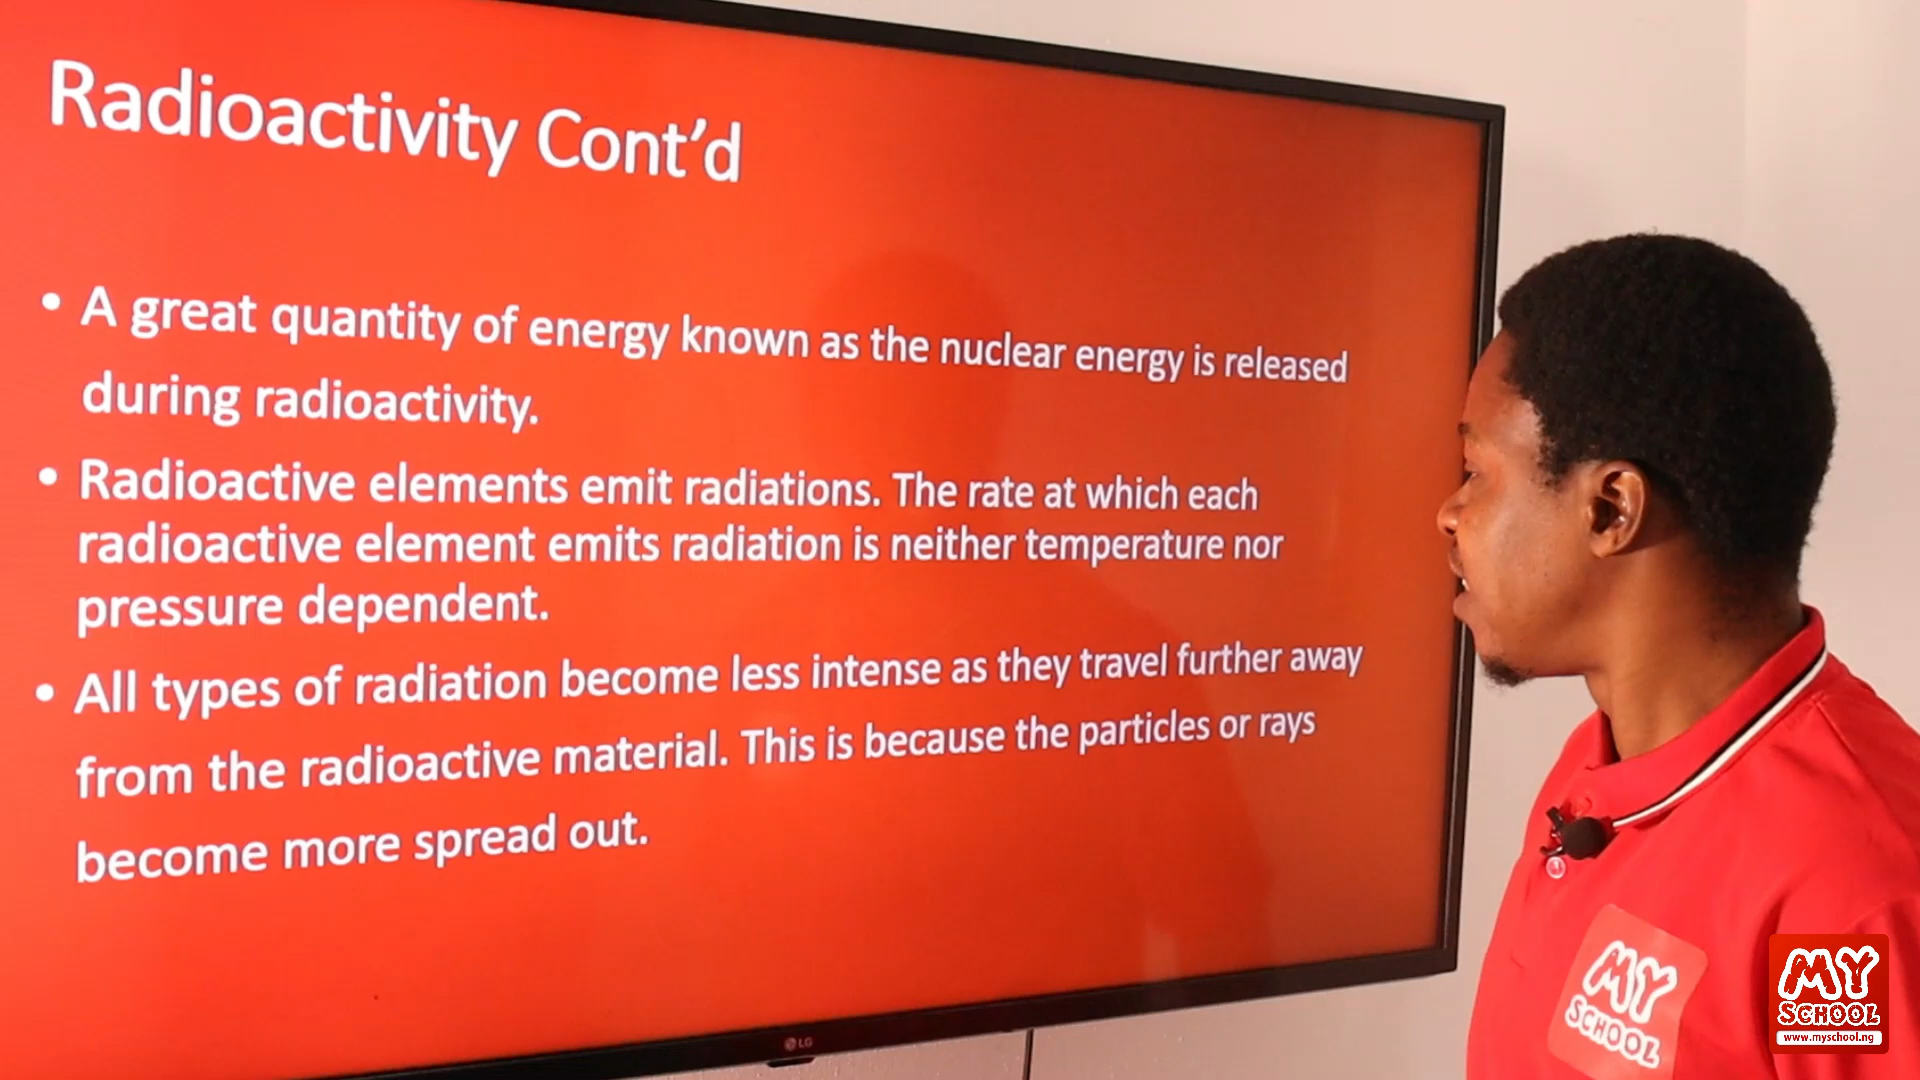 Radioactivity Cont’d
• A great quantity of energy known as the nuclear energy is released
during radioactivity.
• Radioactive elements emit radiations. The rate at which each
radioactive element emits radiation is neither temperature nor
pressure dependent.
• All types of radiation become less intense as they travel further away
from the radioactive material. This is because the particles or rays
become more spread out.
LG
MY
SCHOOL
MY
SCHOOL
www.myschool.ng